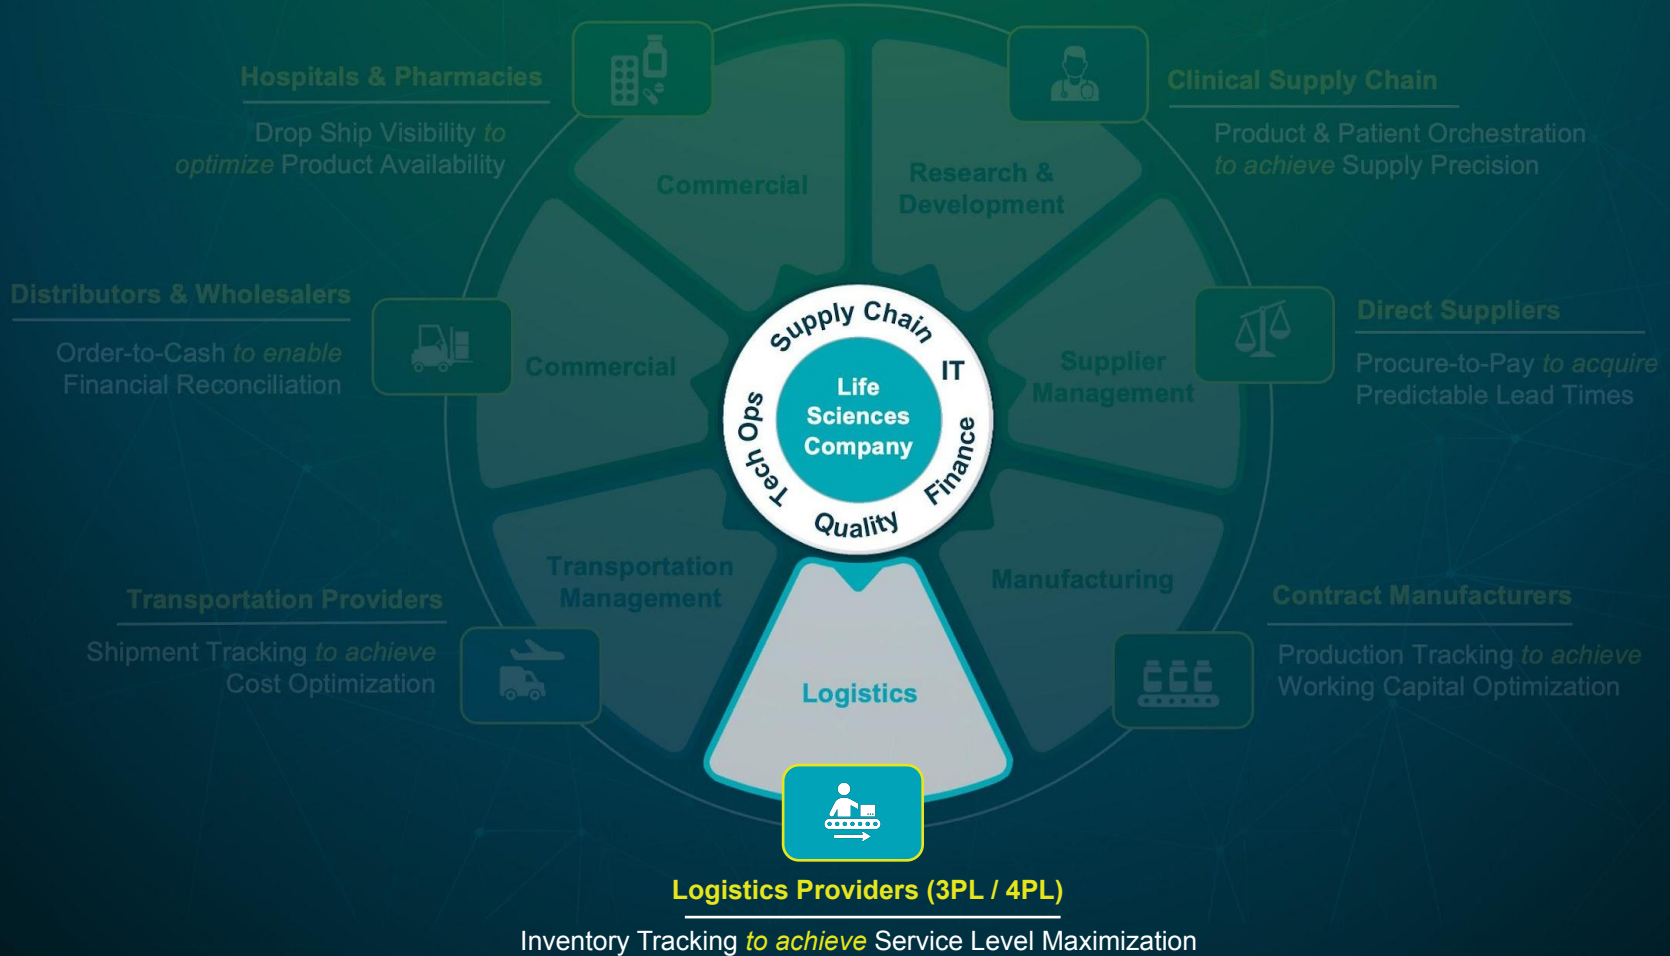 Hospitals & Pharmacies
Drop Ship Visibility to
optimize Product Availability
Clinical Supply Chain
Product & Patient Orchestration
to achieve Supply Precision
Commercial
Research &
Development
Distributors & Wholesalers
Order-to-Cash to enable
Financial Reconciliation
Commercial
Supply Chain
IT
Finance
Quality
Tech Ops
Life
Sciences
Company
Supplier
Management
Direct Suppliers
Procure-to-Pay to acquire
Predictable Lead Times
Transportation Providers
Shipment Tracking to achieve
Cost Optimization
Transportation
Management
Manufacturing
Contract Manufacturers
Production Tracking to achieve
Working Capital Optimization
Logistics
Logistics Providers (3PL / 4PL)
Inventory Tracking to achieve Service Level Maximization